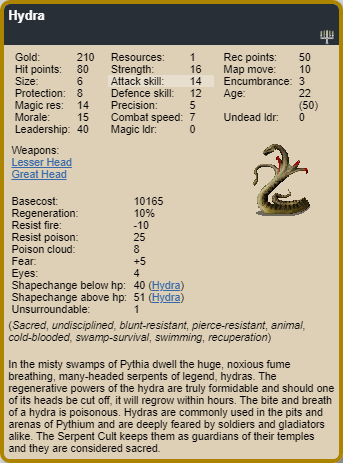 Hydra
Gold: 210 Resources: 1 Rec points: 50
Hit points: 80 Strength: 16 Map move: 10
Size: 6 Attack skill: 14 Encumbrance: 3
Protection: 8 Defence skill: 12 Age: 22
Magic res: 14 Precision: 5 (50)
Morale: 15 Combat speed: 7 Undead ldr: 0
Leadership: 40 Magic ldr: 0
Weapons:
Lesser Head
Great Head
Basecost: 10165
Regeneration: 10%
Resist fire: -10
Resist poison: 25
Poison cloud: 8
Fear: +5
Eyes: 4
Shapechange below hp: 40 (Hydra)
Shapechange above hp: 51 (Hydra)
Unsurroundable: 1
(Sacred, undisciplined, blunt-resistant, pierce-resistant, animal,
cold-blooded, swamp-survival, swimming, recuperation)
In the misty swamps of Pythia dwell the huge, noxious fume
breathing, many-headed serpents of legend, hydras. The
regenerative powers of the hydra are truly formidable and should one
of its heads be cut off, it will regrow within hours. The bite and breath
of a hydra is poisonous. Hydras are commonly used in the pits and
arenas of Pythium and are deeply feared by soldiers and gladiators
alike. The Serpent Cult keeps them as guardians of their temples
and they are considered sacred.